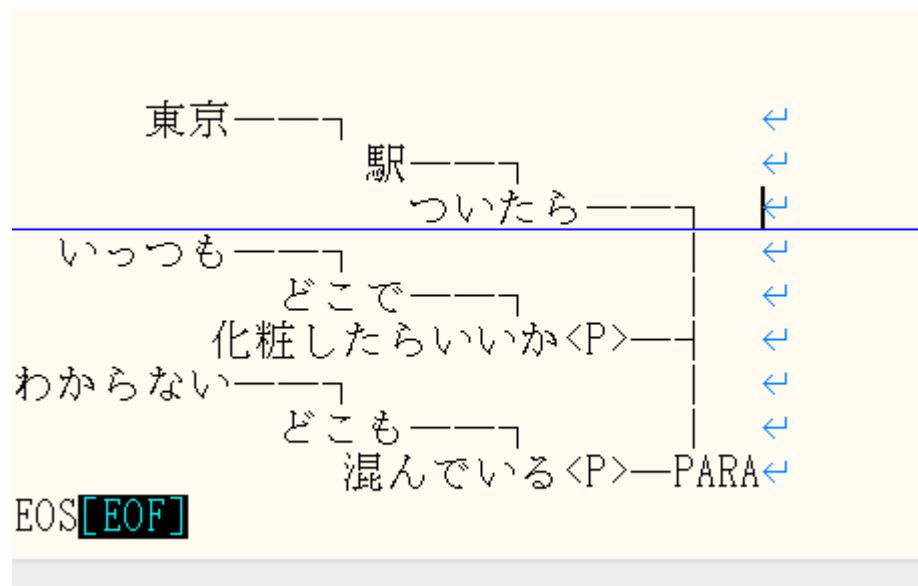 東京━━━┓
駅━━━┓
ついたら━━━┓
いっつも━━━┓
どこで━━━┓
化粧したらいいか<P>━━┫
わからない━━━┓
どこも━━━┓
混んでいる<P>━PARA
EOS[EOF]